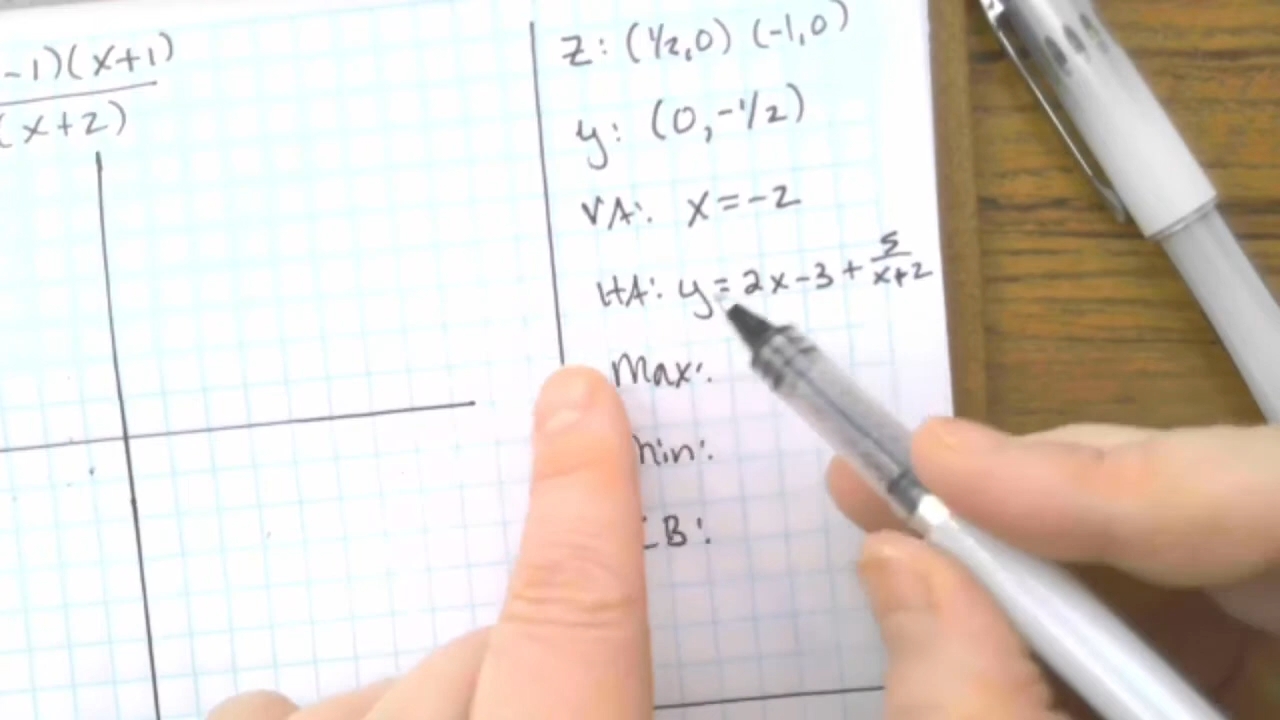 -1)(x+1)
(x+2)
z: (1/2,0) (-1,0)
y: (0,-1/2)
VA: x=-2
HA: y=2x-3+5/x+2
Max:
Min:
EB: